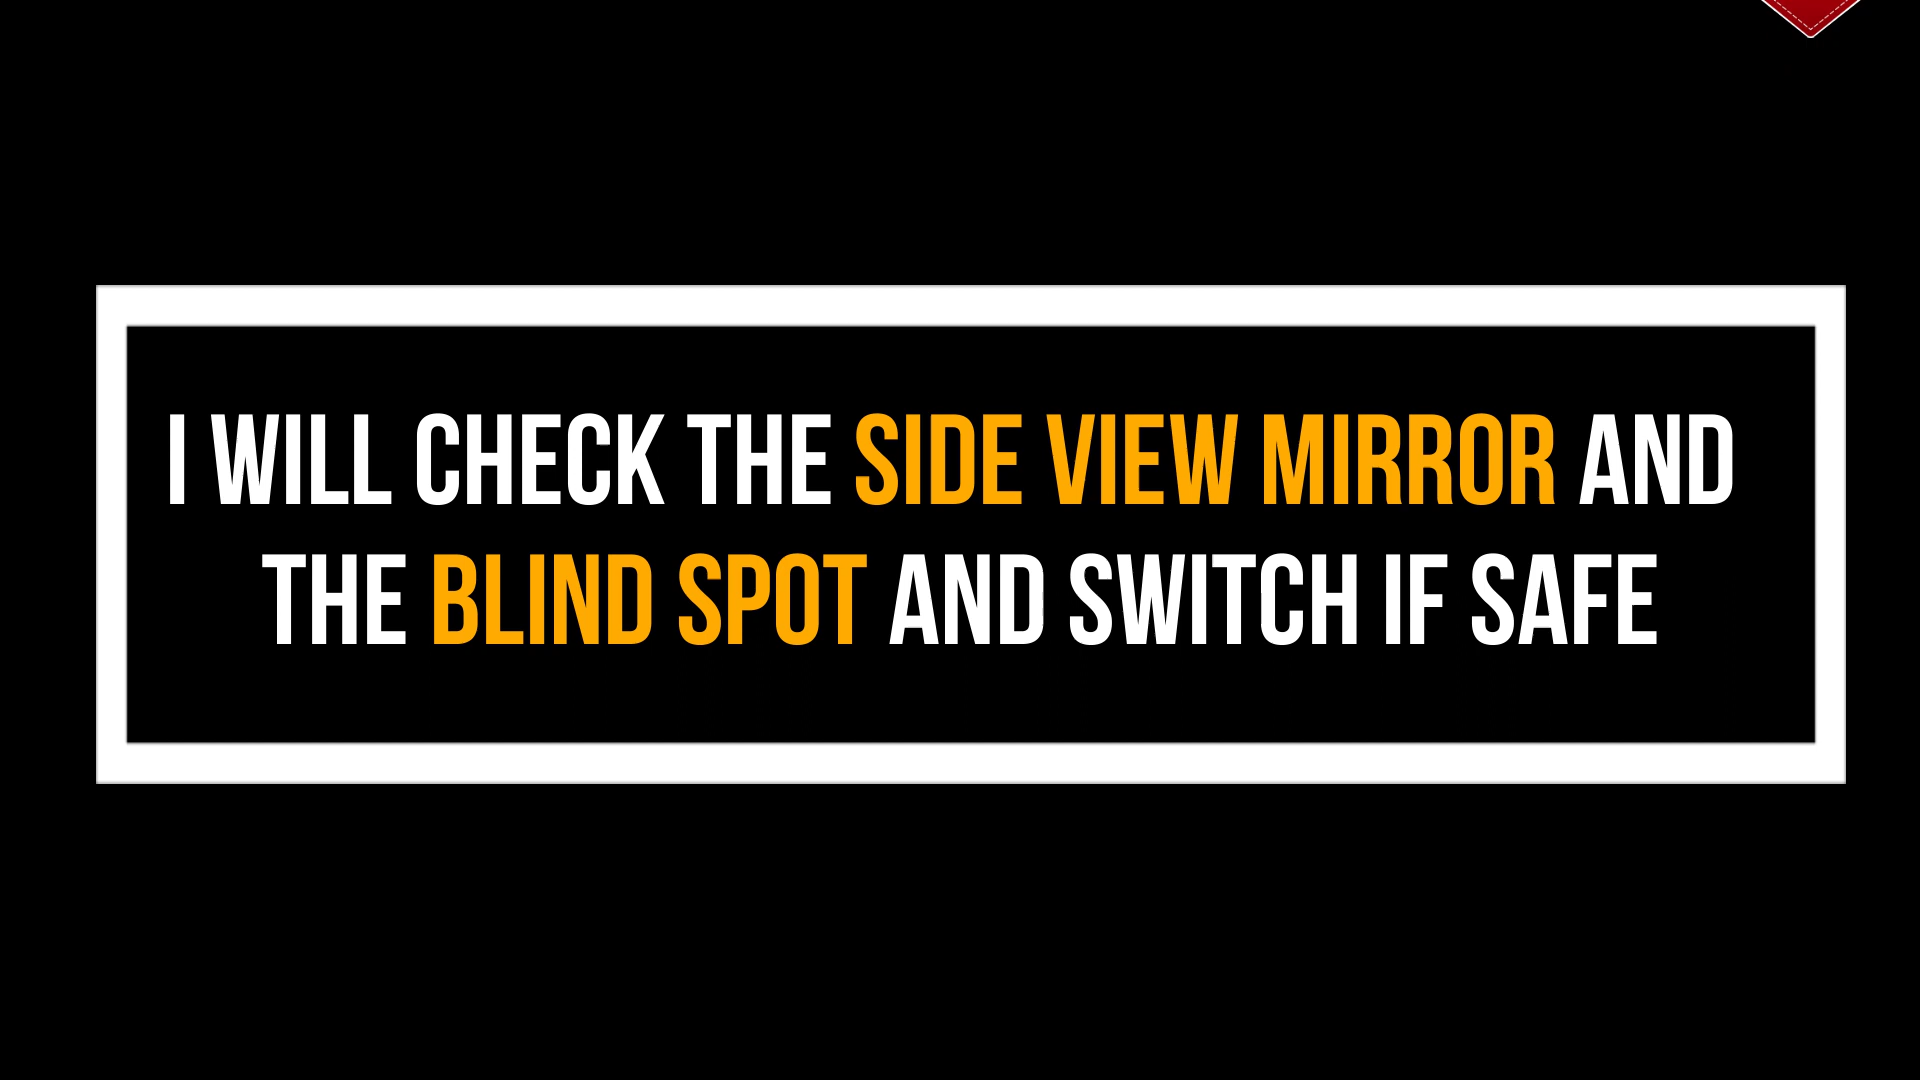 I WILL CHECK THE SIDE VIEW MIRROR AND
THE BLIND SPOT AND SWITCH IF SAFE